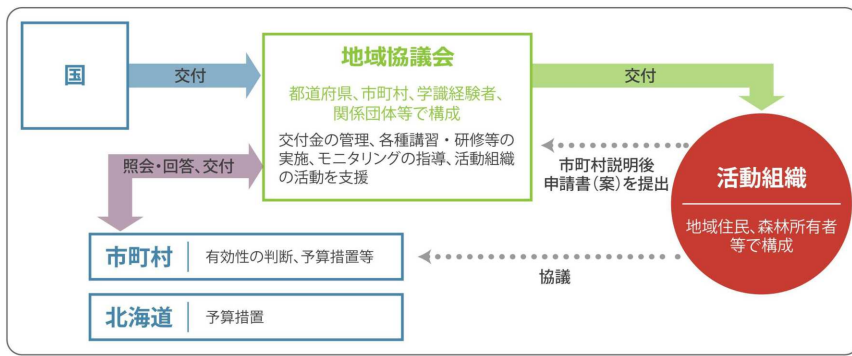 国
交付
地域協議会
都道府県、市町村、学識経験者、
関係団体等で構成
交付金の管理、各種講習・研修等の
実施、モニタリングの指導、活動組織
の活動を支援
交付
照会・回答、交付
市町村説明後
申請書(案)を提出
活動組織
地域住民、森林所有者
等で構成
市町村 有効性の判断、予算措置等
協議
北海道 予算措置